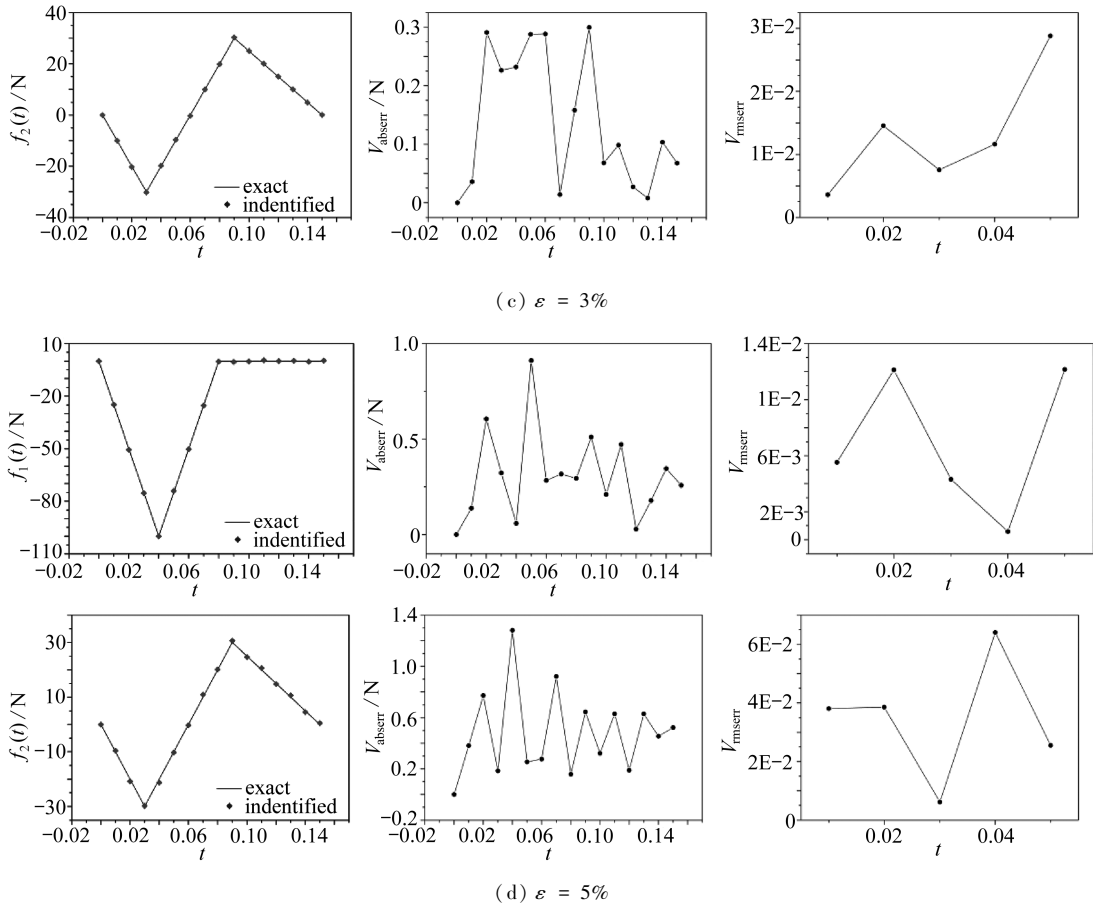 40
20
0
−20
−40
f₂(t) / N
exact
indentified
−0.02 0.02 0.06 0.10 0.14
t
0.3
0.2
0.1
0
V_abserr / N
−0.02 0.02 0.06 0.10 0.14
t
3E−2
2E−2
1E−2
0
V_rmserr
0.02 0.04
t
(c) ε = 3%
10
−20
−50
−80
−110
f₁(t) / N
exact
indentified
−0.02 0.02 0.06 0.10 0.14
t
1.0
0.5
0
V_abserr / N
−0.02 0.02 0.06 0.10 0.14
t
1.4E−2
1E−2
6E−3
2E−3
0
V_rmserr
0.02 0.04
t
30
10
−10
−30
f₂(t) / N
exact
indentified
−0.02 0.02 0.06 0.10 0.14
t
1.4
1.0
0.6
0.2
−0.2
V_abserr / N
−0.02 0.02 0.06 0.10 0.14
t
6E−2
4E−2
2E−2
0
V_rmserr
0.02 0.04
t
(d) ε = 5%